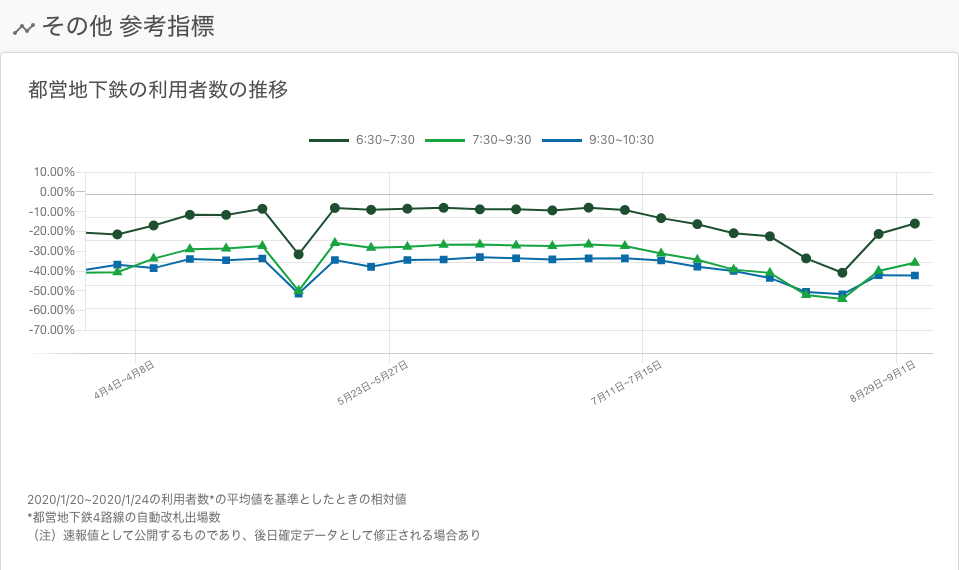 その他 参考指標
都営地下鉄の利用者数の推移
6:30~7:30 7:30~9:30 9:30~10:30
10.00%
0.00%
-10.00%
-20.00%
-30.00%
-40.00%
-50.00%
-60.00%
-70.00%
4月4日~4月8日
5月23日~5月27日
7月11日~7月15日
8月29日~9月1日
2020/1/20~2020/1/24の利用者数*の平均値を基準としたときの相対値
*都営地下鉄4路線の自動改札出場数
（注）速報値として公開するものであり、後日確定データとして修正される場合あり